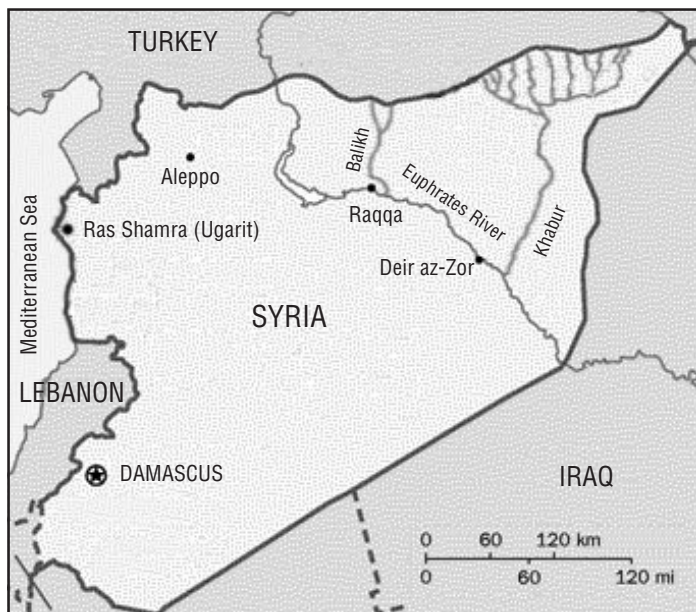 TURKEY
Mediterranean Sea
Aleppo
Balikh
Euphrates River
Khabur
Raqqa
Ras Shamra (Ugarit)
Deir az-Zor
SYRIA
LEBANON
DAMASCUS
IRAQ
0 60 120 km
0 60 120 mi